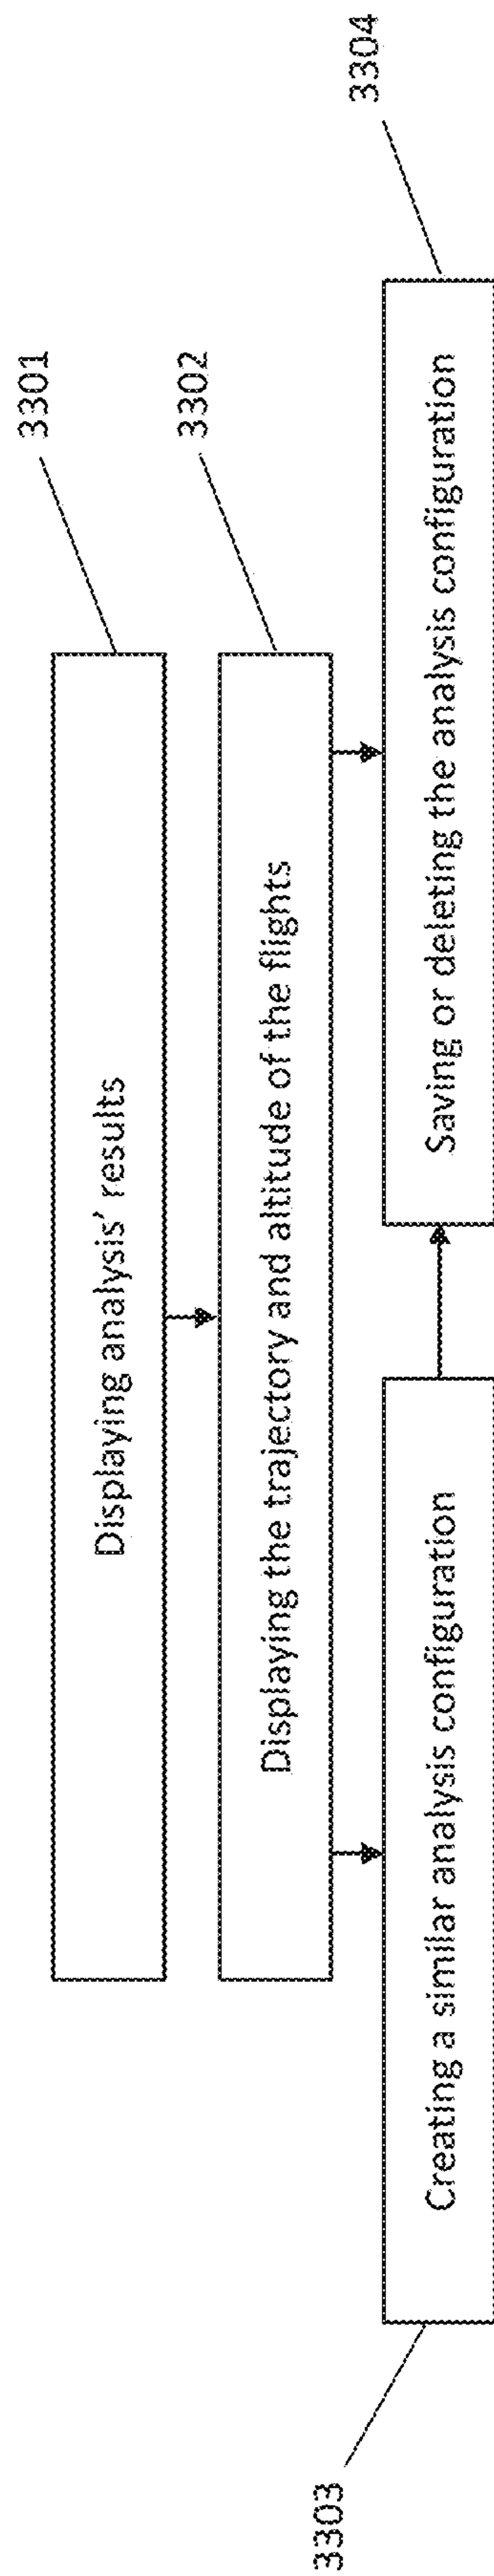 3301
Displaying analysis' results
3302
Displaying the trajectory and altitude of the flights
3303
Creating a similar analysis configuration
3304
Saving or deleting the analysis configuration